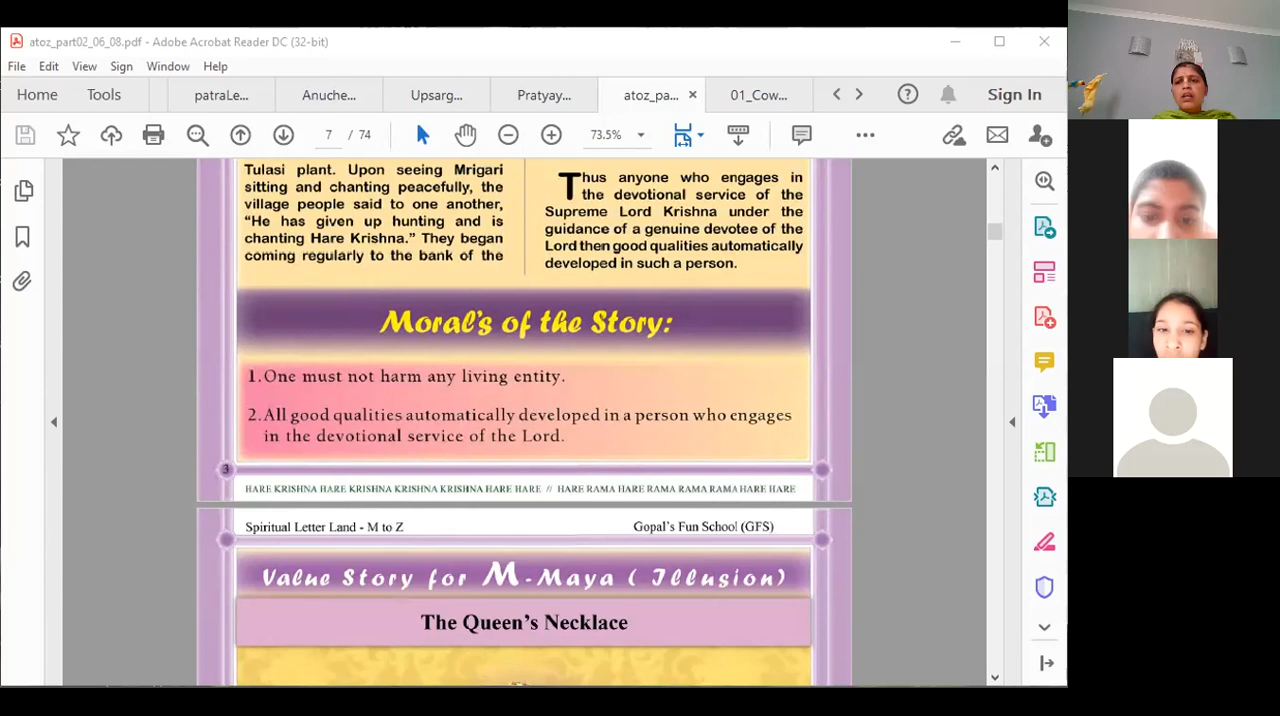 atoz_part02_06_08.pdf - Adobe Acrobat Reader DC (32-bit)
File Edit View Sign Window Help
Home Tools patraLe... Anuche... Upsarg... Pratyay... atoz_pa... 01_Cow... Sign In
7 / 74 73.5%
Tulasi plant. Upon seeing Mrigari
sitting and chanting peacefully, the
village people said to one another,
“He has given up hunting and is
chanting Hare Krishna.” They began
coming regularly to the bank of the
Thus anyone who engages in
the devotional service of the
Supreme Lord Krishna under the
guidance of a genuine devotee of the
Lord then good qualities automatically
developed in such a person.
Moral's of the Story:
1. One must not harm any living entity.
2. All good qualities automatically developed in a person who engages
in the devotional service of the Lord.
3
HARE KRISHNA HARE KRISHNA KRISHNA KRISHNA HARE HARE // HARE RAMA HARE RAMA RAMA RAMA HARE HARE
Spiritual Letter Land - M to Z Gopal's Fun School (GFS)
Value Story for M-Maya ( Illusion)
The Queen's Necklace